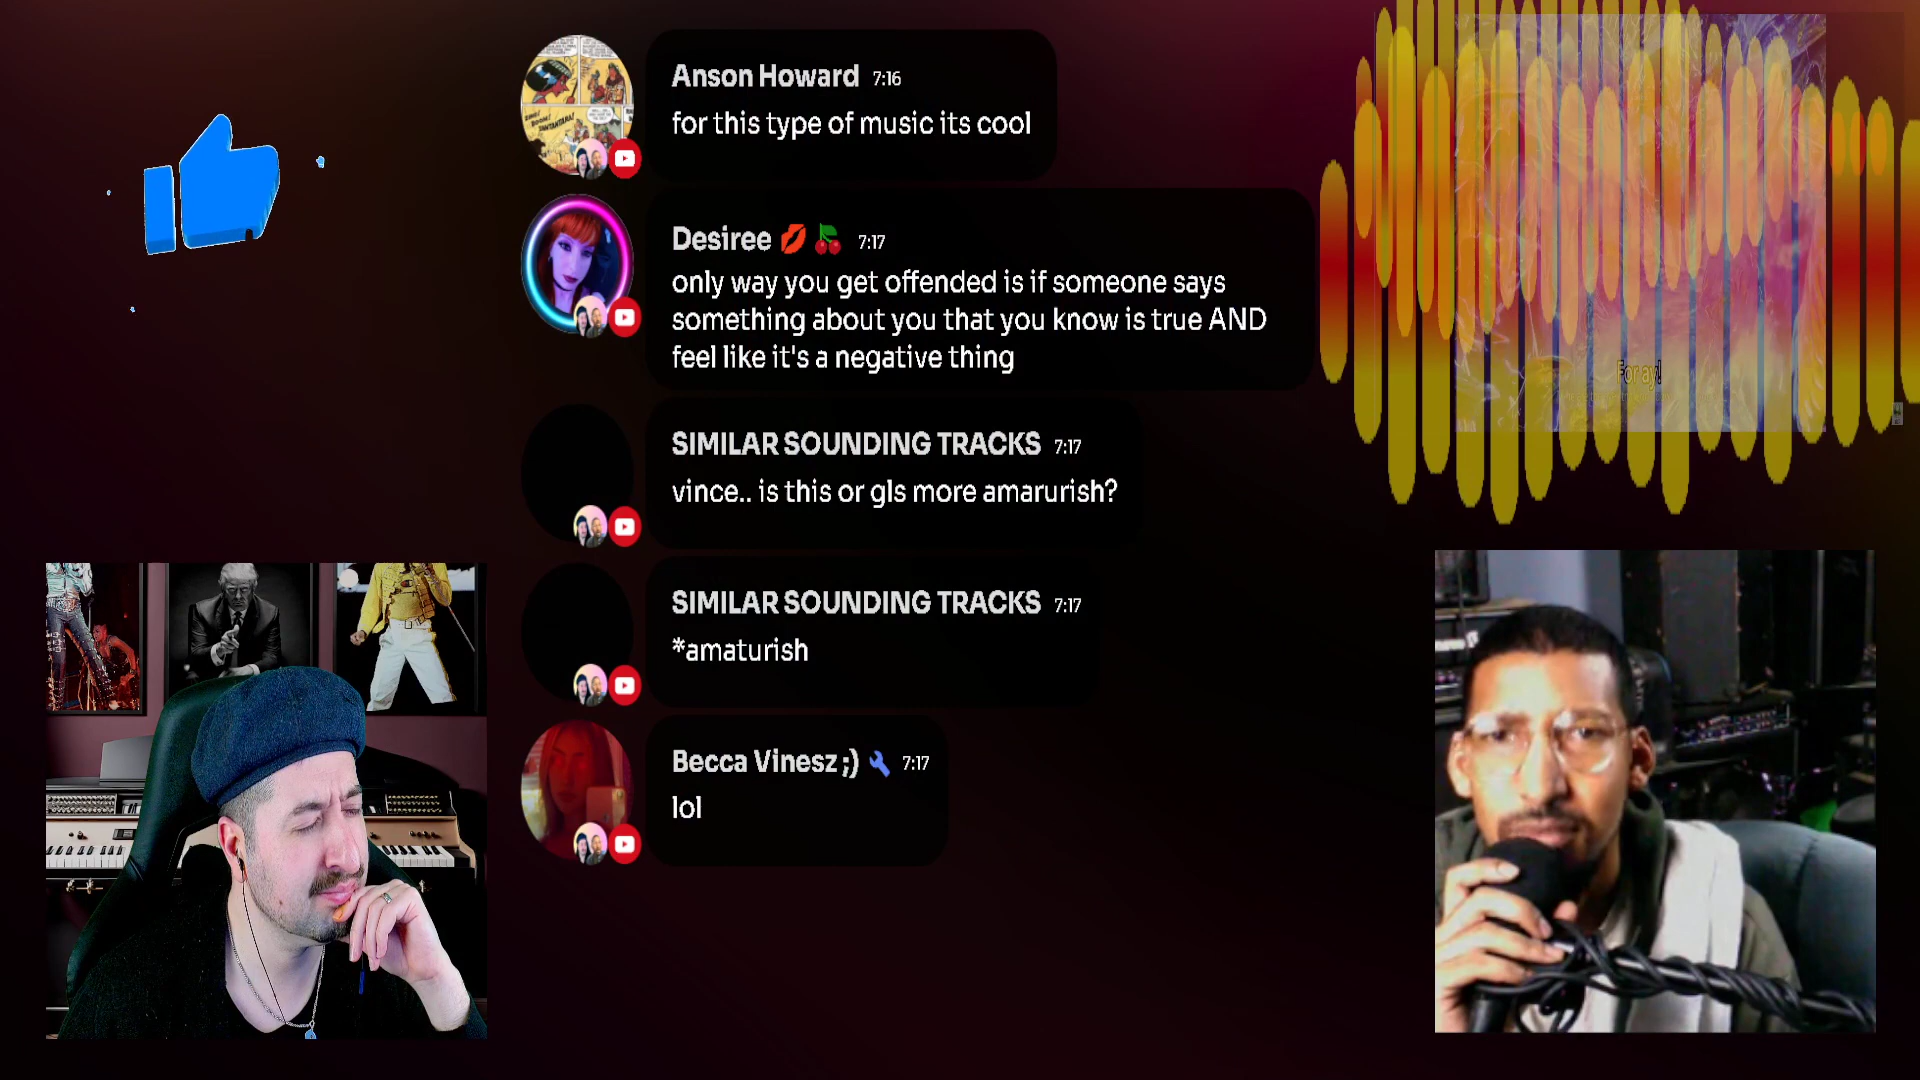 Anson Howard 7:16
for this type of music its cool
Desiree 💋🍒 7:17
only way you get offended is if someone says
something about you that you know is true AND
feel like it's a negative thing
SIMILAR SOUNDING TRACKS 7:17
vince.. is this or gls more amarurish?
SIMILAR SOUNDING TRACKS 7:17
*amaturish
Becca Vinesz ;) 🔧 7:17
lol
For ay!